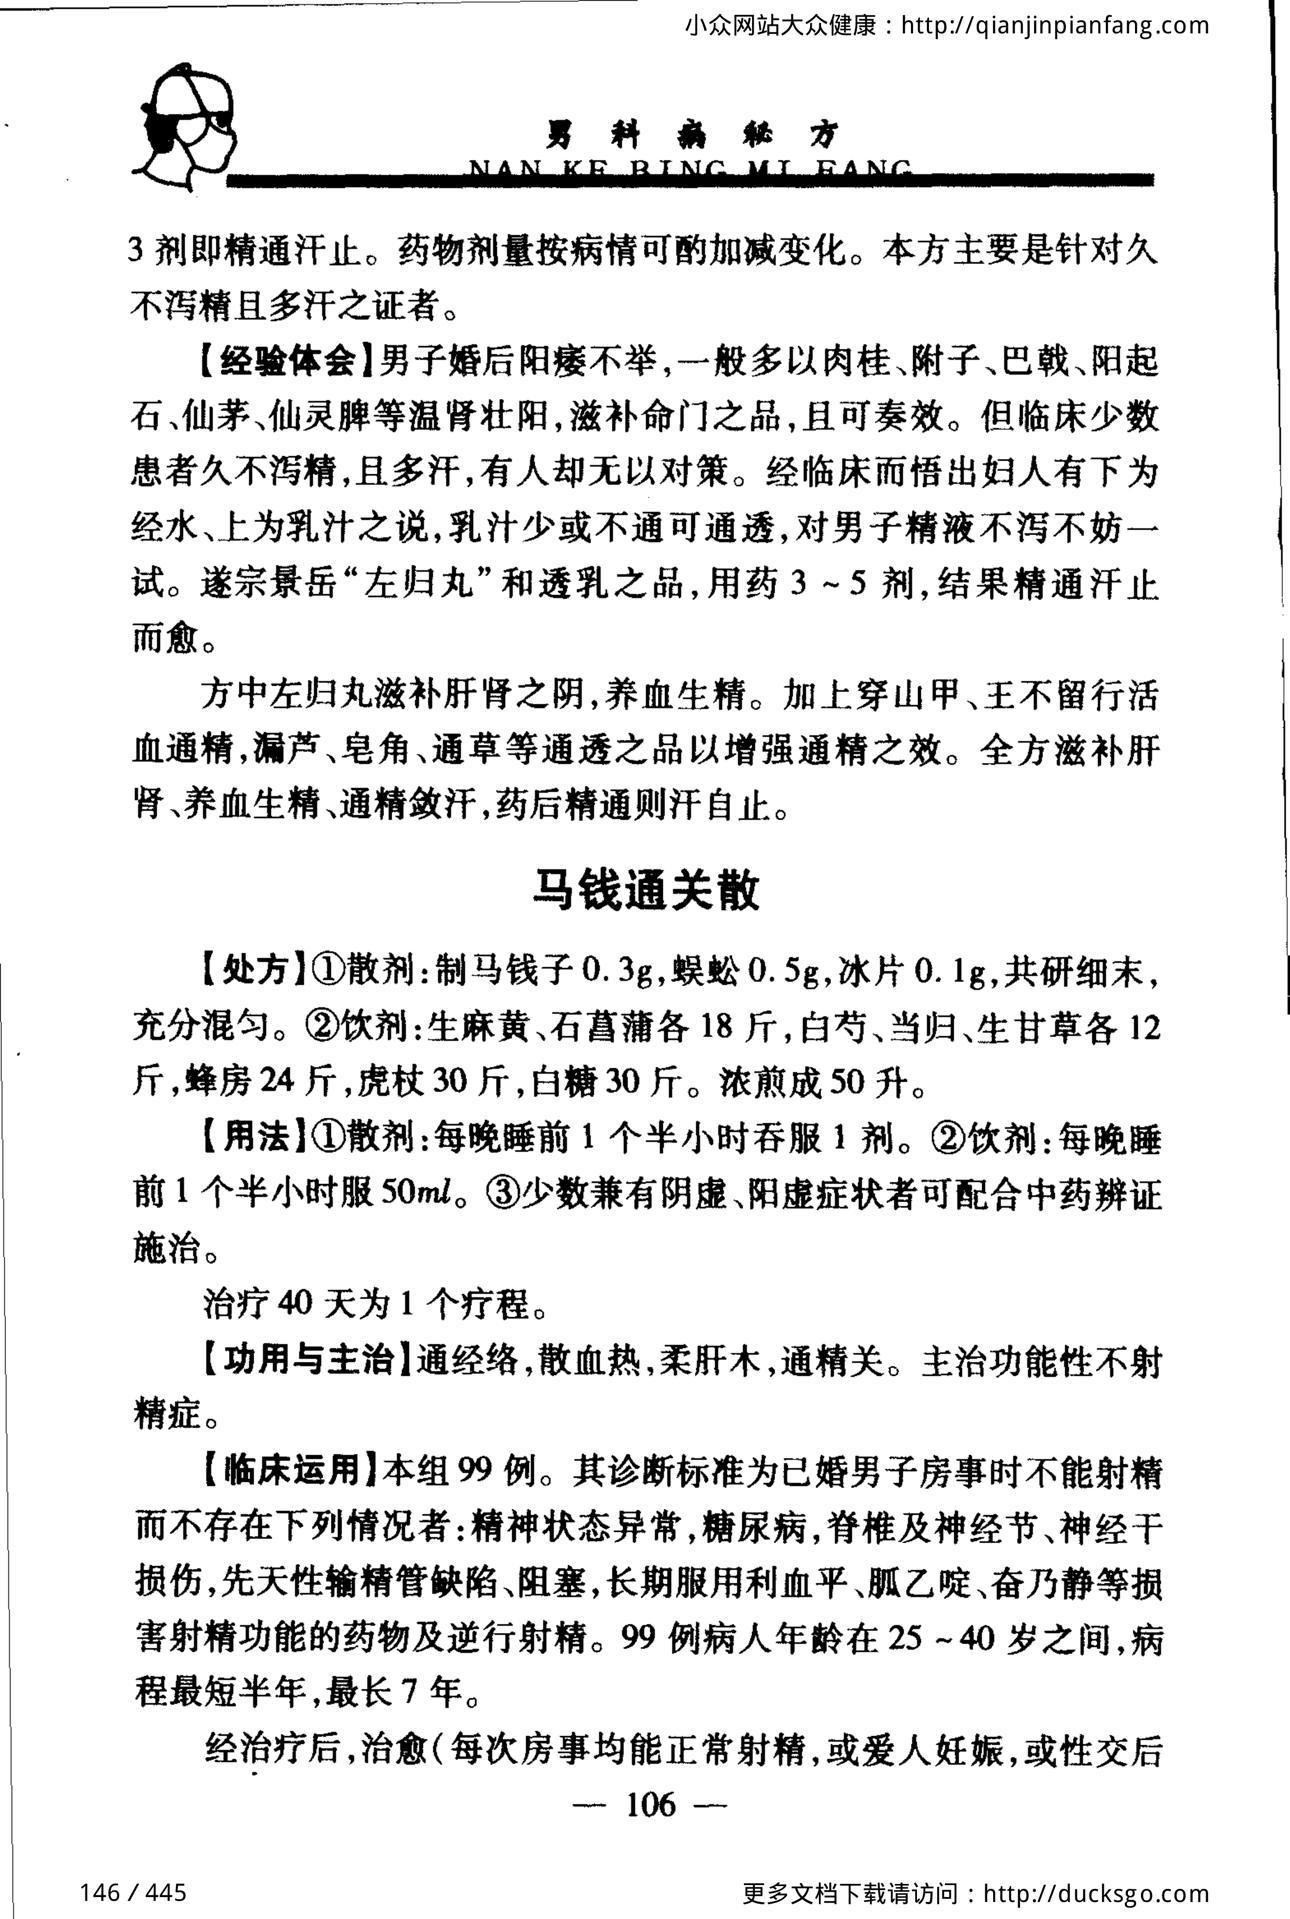 小众网站大众健康：http://qianjinpianfang.com
男科病秘方
NAN KE BING MI FANG
3 剂即精通汗止。药物剂量按病情可酌加减变化。本方主要是针对久
不泻精且多汗之证者。
【经验体会】男子婚后阳痿不举,一般多以肉桂、附子、巴戟、阳起
石、仙茅、仙灵脾等温肾壮阳,滋补命门之品,且可奏效。但临床少数
患者久不泻精,且多汗,有人却无以对策。经临床而悟出妇人有下为
经水、上为乳汁之说,乳汁少或不通可通透,对男子精液不泻不妨一
试。遂宗景岳“左归丸”和透乳之品,用药 3 ~ 5 剂,结果精通汗止
而愈。
方中左归丸滋补肝肾之阴,养血生精。加上穿山甲、王不留行活
血通精,漏芦、皂角、通草等通透之品以增强通精之效。全方滋补肝
肾、养血生精、通精敛汗,药后精通则汗自止。
马钱通关散
【处方】①散剂:制马钱子 0. 3g,蜈蚣 0. 5g,冰片 0. 1g,共研细末,
充分混匀。②饮剂:生麻黄、石菖蒲各 18 斤,白芍、当归、生甘草各 12
斤,蜂房 24 斤,虎杖 30 斤,白糖 30 斤。浓煎成 50 升。
【用法】①散剂:每晚睡前 1 个半小时吞服 1 剂。②饮剂:每晚睡
前 1 个半小时服 50ml。③少数兼有阴虚、阳虚症状者可配合中药辨证
施治。
治疗 40 天为 1 个疗程。
【功用与主治】通经络,散血热,柔肝木,通精关。主治功能性不射
精症。
【临床运用】本组 99 例。其诊断标准为已婚男子房事时不能射精
而不存在下列情况者:精神状态异常,糖尿病,脊椎及神经节、神经干
损伤,先天性输精管缺陷、阻塞,长期服用利血平、胍乙啶、奋乃静等损
害射精功能的药物及逆行射精。99 例病人年龄在 25 ~ 40 岁之间,病
程最短半年,最长 7 年。
经治疗后,治愈(每次房事均能正常射精,或爱人妊娠,或性交后
— 106 —
146 / 445
更多文档下载请访问：http://ducksgo.com